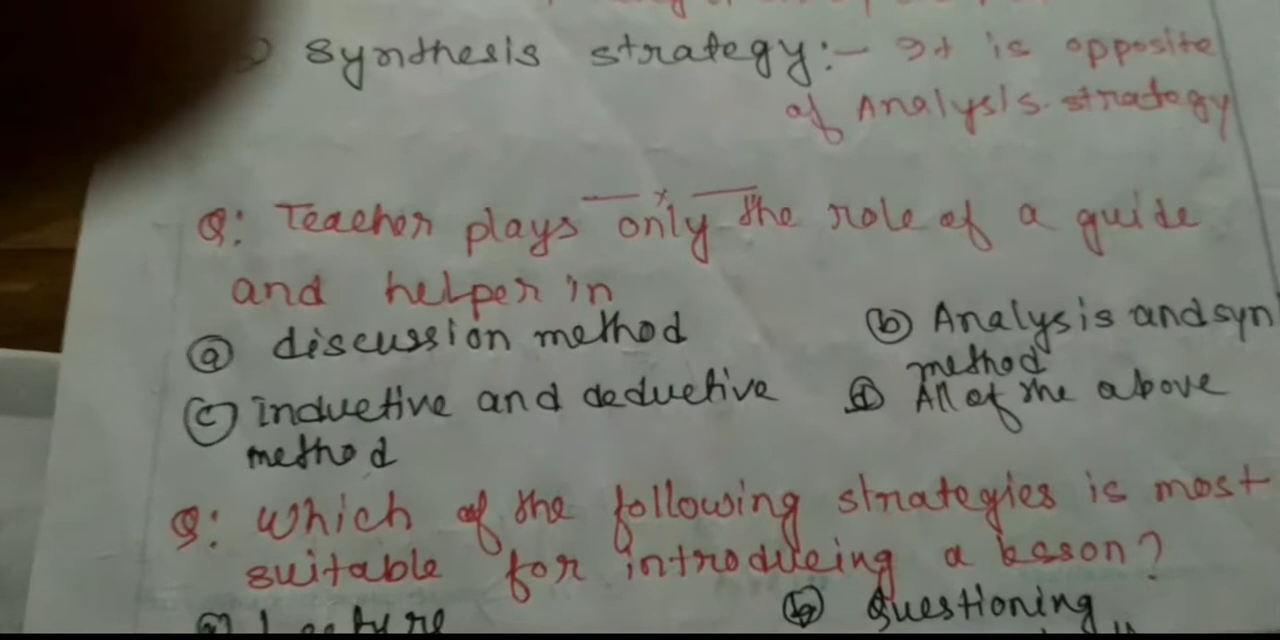 Synthesis strategy:- It is opposite
of Analysis strategy
Q: Teacher plays only the role of a guide
and helper in
(a) discussion method (b) Analysis and syn
method
(c) inductive and deductive (d) All of the above
method
Q: Which of the following strategies is most
suitable for introduceing a lesson?
(b) Questioning